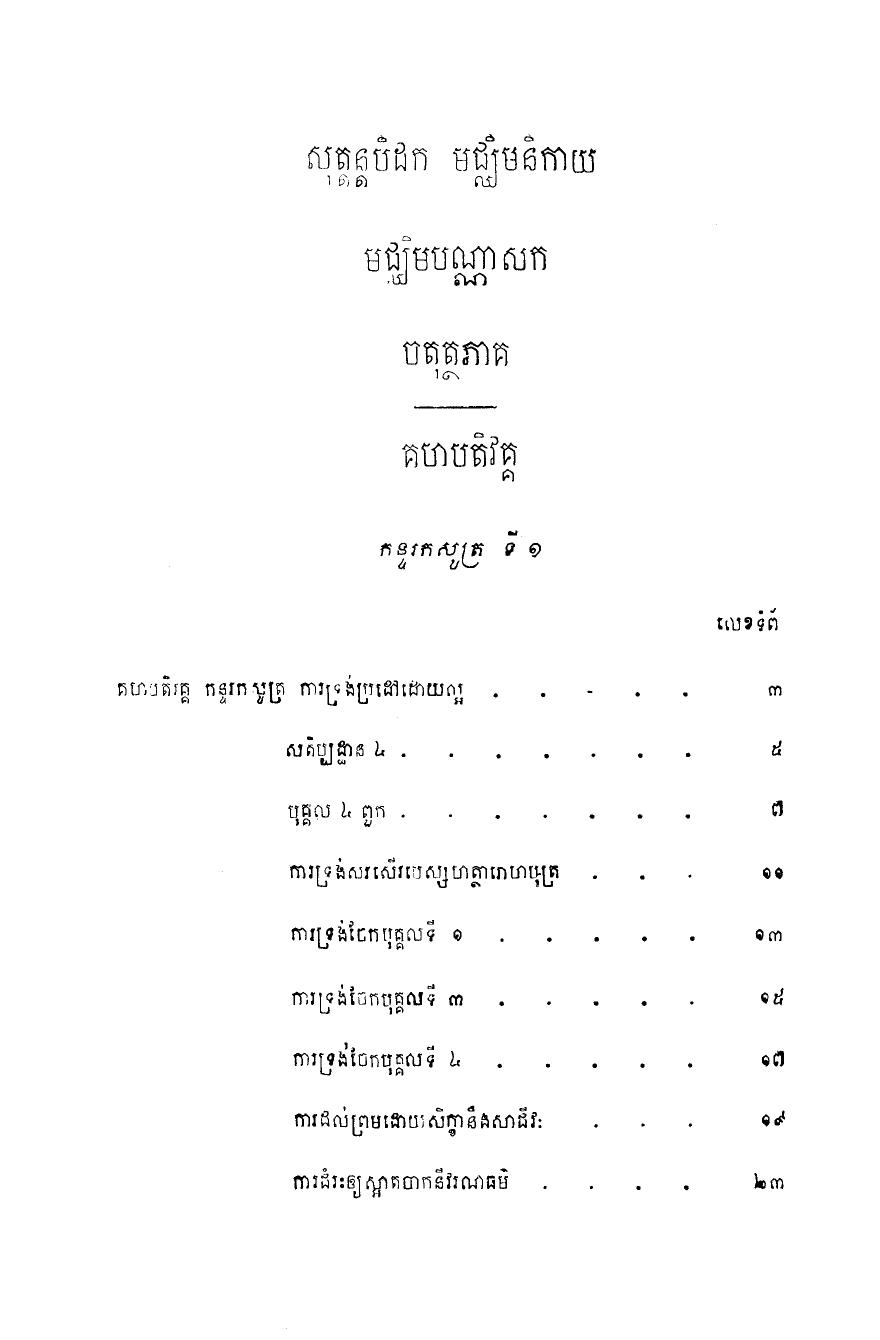 សុត្តន្តបិដក មជ្ឈិមនិកាយ
មជ្ឈិមបណ្ណាសក
ចតុត្ថភាគ
គហបតិវគ្គ
កន្ទរកសូត្រ ទី ១
លេខទំព័រ
គហបតិវគ្គ កន្ទរកសូត្រ ការទ្រង់ប្រដៅដោយល្អ . . . . . ៣
សតិប្បដ្ឋាន ៤ . . . . . . . ៥
បុគ្គល ៤ ពួក . . . . . . . ៧
ការទ្រង់សរសើរបេស្សហត្ថារោហបុត្រ . . . ១១
ការទ្រង់ចែកបុគ្គលទី ១ . . . . . ១៣
ការទ្រង់ចែកបុគ្គលទី ៣ . . . . . ១៥
ការទ្រង់ចែកបុគ្គលទី ៤ . . . . . ១៧
ការដល់ព្រមដោយសិក្ខានឹងសាជីវៈ . . . ១៩
ការជំរះឲ្យស្អាតចាកនីវរណធម៌ . . . . ២៣